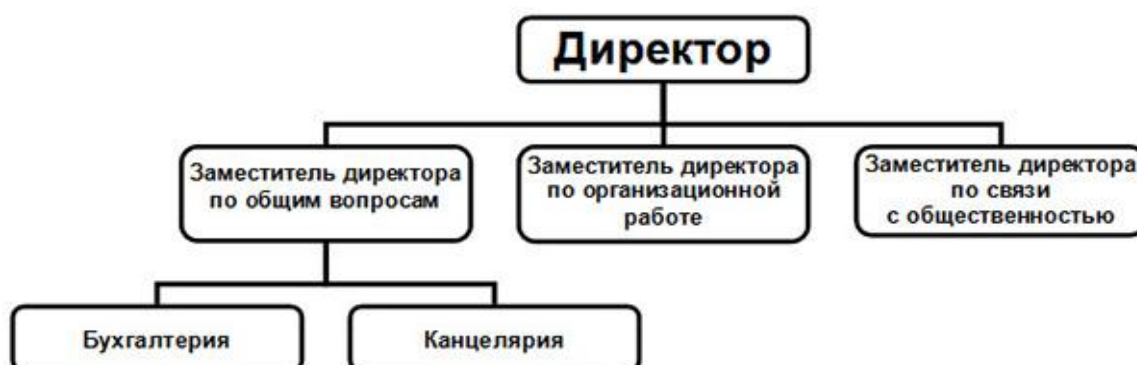 Директор
Заместитель директора
по общим вопросам
Заместитель директора
по организационной
работе
Заместитель директора
по связи
с общественностью
Бухгалтерия
Канцелярия